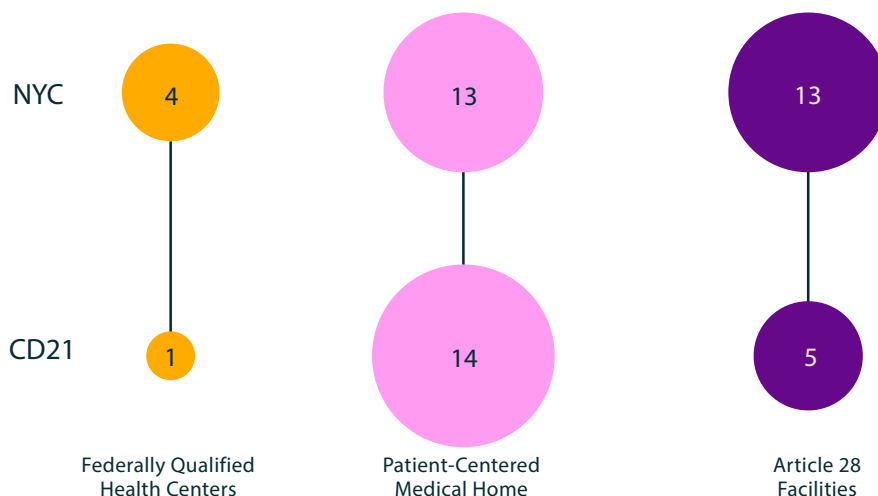 NYC
4
13
13
CD21
1
14
5
Federally Qualified
Health Centers
Patient-Centered
Medical Home
Article 28
Facilities